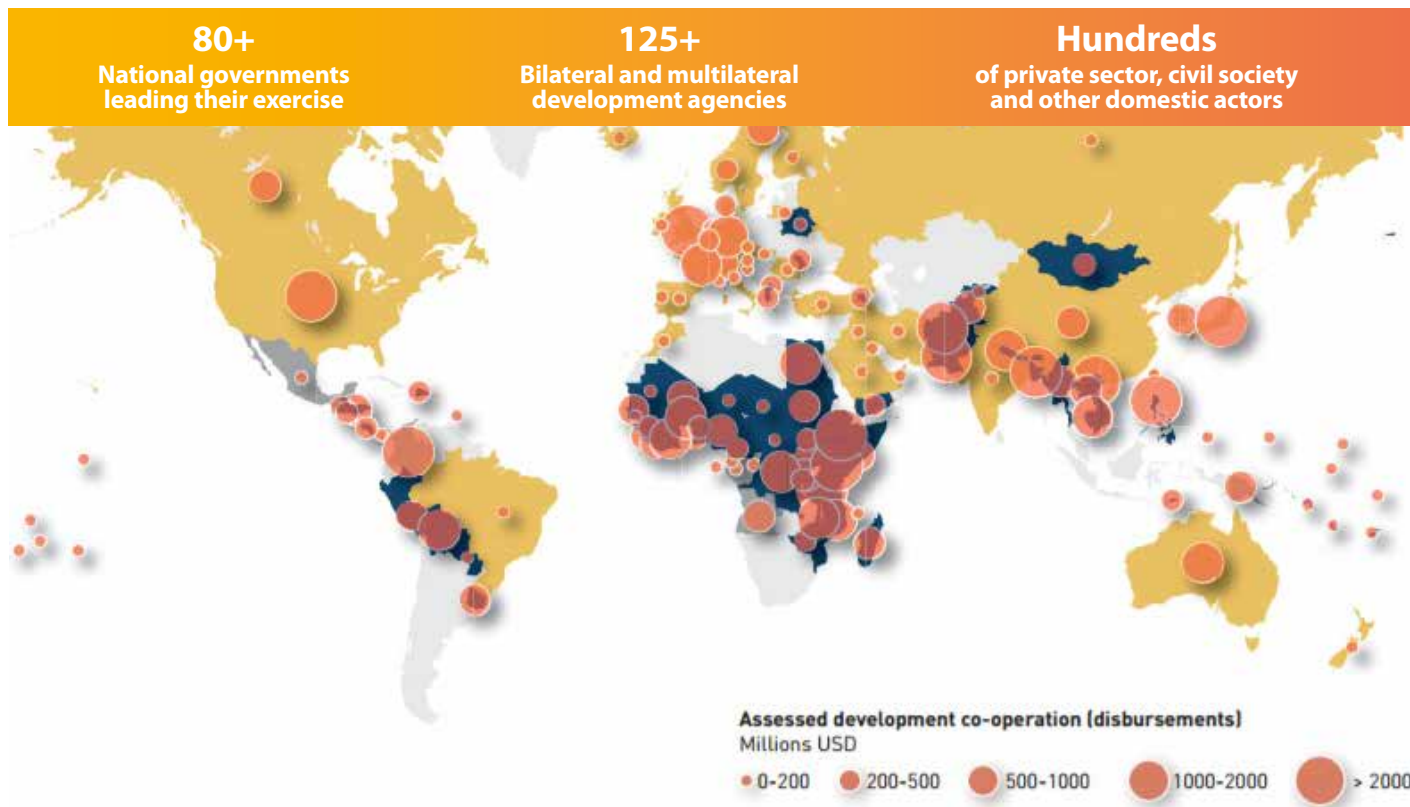 80+
National governments
leading their exercise
125+
Bilateral and multilateral
development agencies
Hundreds
of private sector, civil society
and other domestic actors
Assessed development co-operation (disbursements)
Millions USD
0-200
200-500
500-1000
1000-2000
> 2000